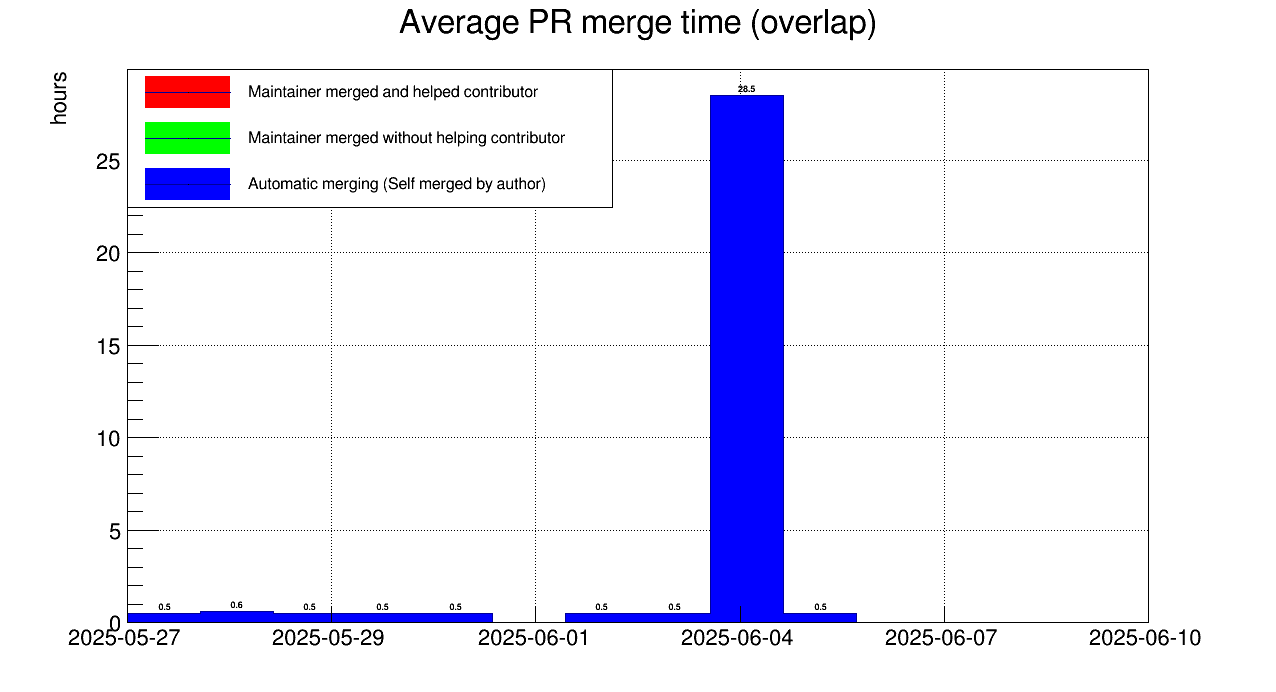 Average PR merge time (overlap)
hours
Maintainer merged and helped contributor
Maintainer merged without helping contributor
Automatic merging (Self merged by author)
28.5
25
20
15
10
5
0
0.5
0.6
0.5
0.5
0.5
0.5
0.5
0.5
2025-05-27 2025-05-29 2025-06-01 2025-06-04 2025-06-07 2025-06-10